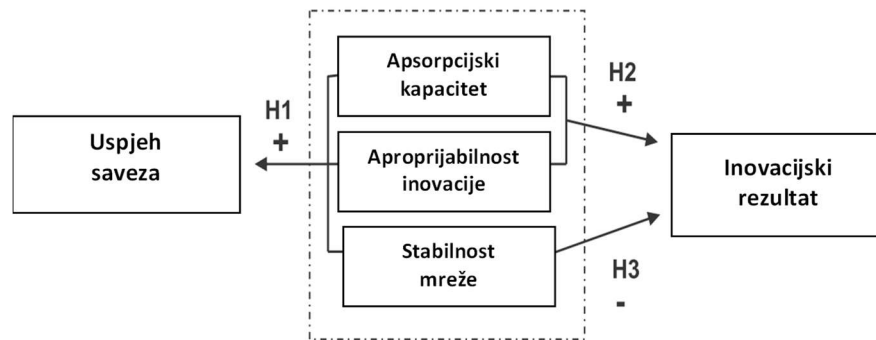 Uspjeh
saveza
H1
+
Apsorpcijski
kapacitet
Aproprijabilnost
inovacije
Stabilnost
mreže
H2
+
H3
-
Inovacijski
rezultat